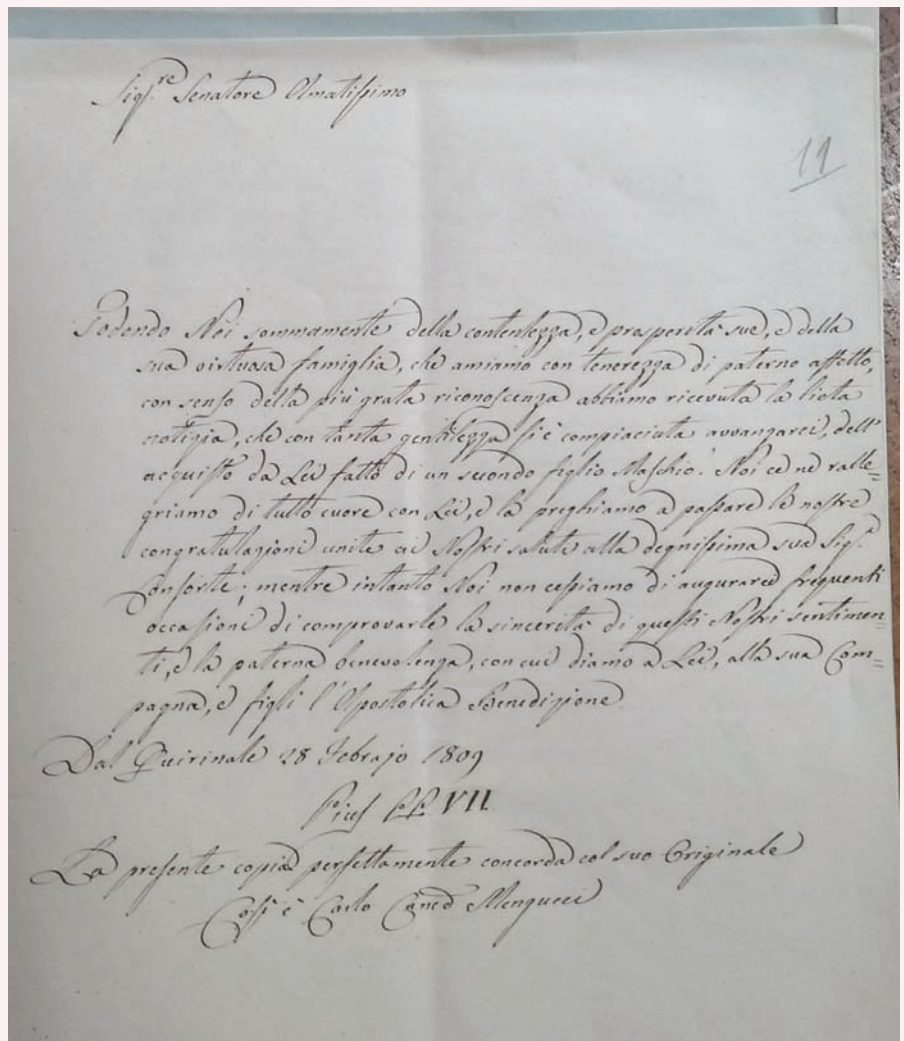 Sig.re Senatore Amatissimo
11
Godendo Noi sommamente della contentezza, e prosperità sue, e della
sua virtuosa famiglia, che amiamo con tenerezza di paterno affetto,
con senso della più grata riconoscenza abbiamo ricevuta la lieta
notizia, che con tanta gentilezza si è compiaciuta avvanzarci, dell'
acquisto da Lei fatto di un secondo figlio Maschio. Noi ce ne ralle=
griamo di tutto cuore con Lei, e la preghiamo a passare le nostre
congratulazioni unite ai Nostri saluti alla degnissima sua Sig.a
Consorte; mentre intanto Noi non cessiamo di augurarci frequenti
occasioni di comprovarle la sincerità di questi Nostri sentimen=
ti, e la paterna benevolenza, con cui diamo a Lei, alla sua Com=
pagna, e figli l'Apostolica Benedizione
Dal Quirinale 28 Febrajo 1809
Pius PP. VII
La presente copia perfettamente concorda col suo Originale
Così è Carlo Can.co Mengucci